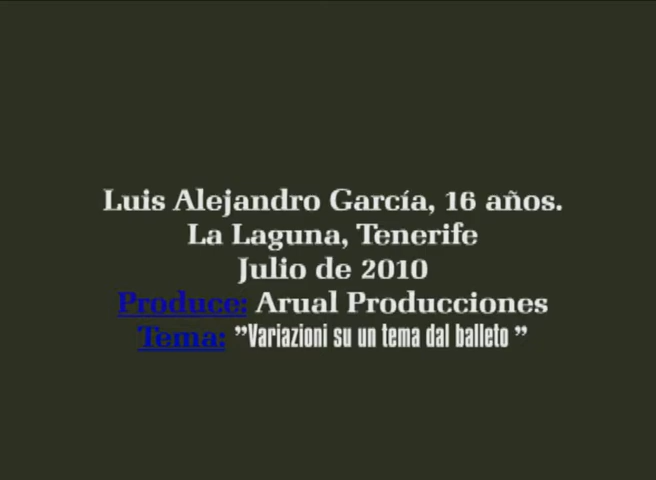 Luis Alejandro García, 16 años.
La Laguna, Tenerife
Julio de 2010
Produce: Arual Producciones
Tema: ”Variazioni su un tema dal balleto ”